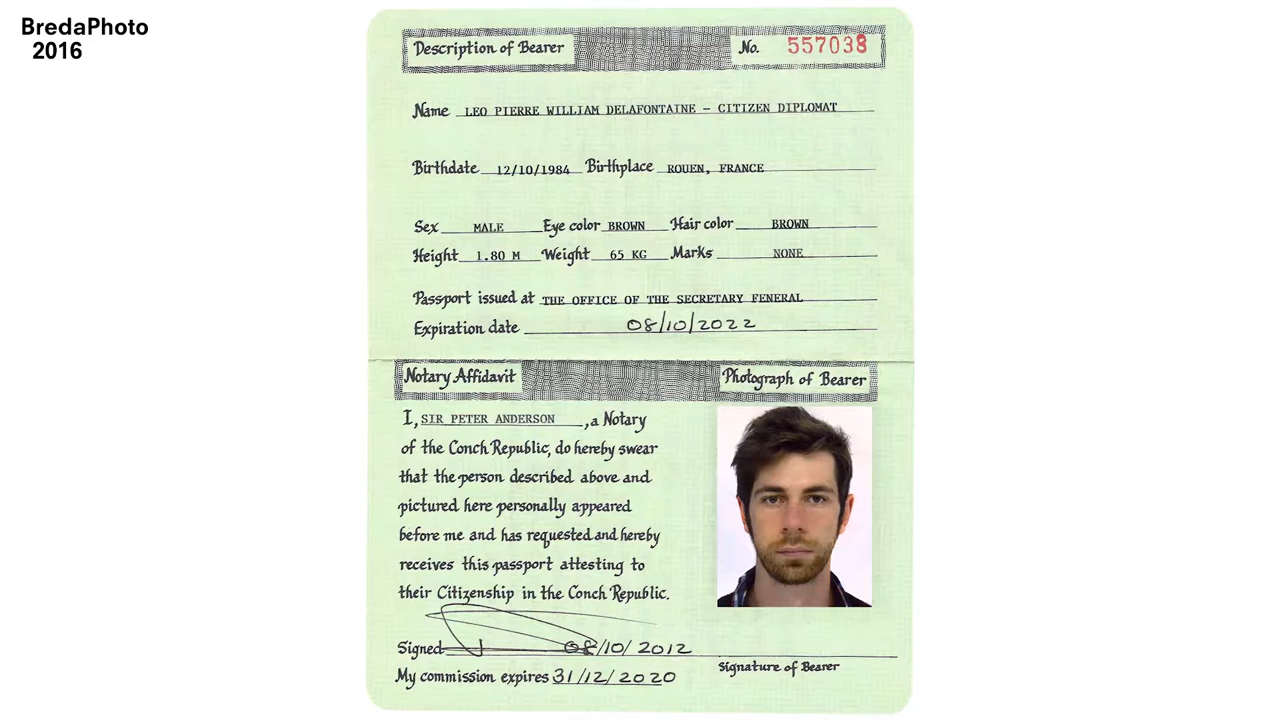 BredaPhoto
2016
Description of Bearer No. 557038
Name LEO PIERRE WILLIAM DELAFONTAINE – CITIZEN DIPLOMAT
Birthdate 12/10/1984 Birthplace ROUEN, FRANCE
Sex MALE Eye color BROWN Hair color BROWN
Height 1.80 M Weight 65 KG Marks NONE
Passport issued at THE OFFICE OF THE SECRETARY FENERAL
Expiration date 08/10/2022
Notary Affidavit Photograph of Bearer
I, SIR PETER ANDERSON, a Notary
of the Conch Republic, do hereby swear
that the person described above and
pictured here personally appeared
before me and has requested and hereby
receives this passport attesting to
their Citizenship in the Conch Republic.
Signed 08/10/2012
Signature of Bearer
My commission expires 31/12/2020